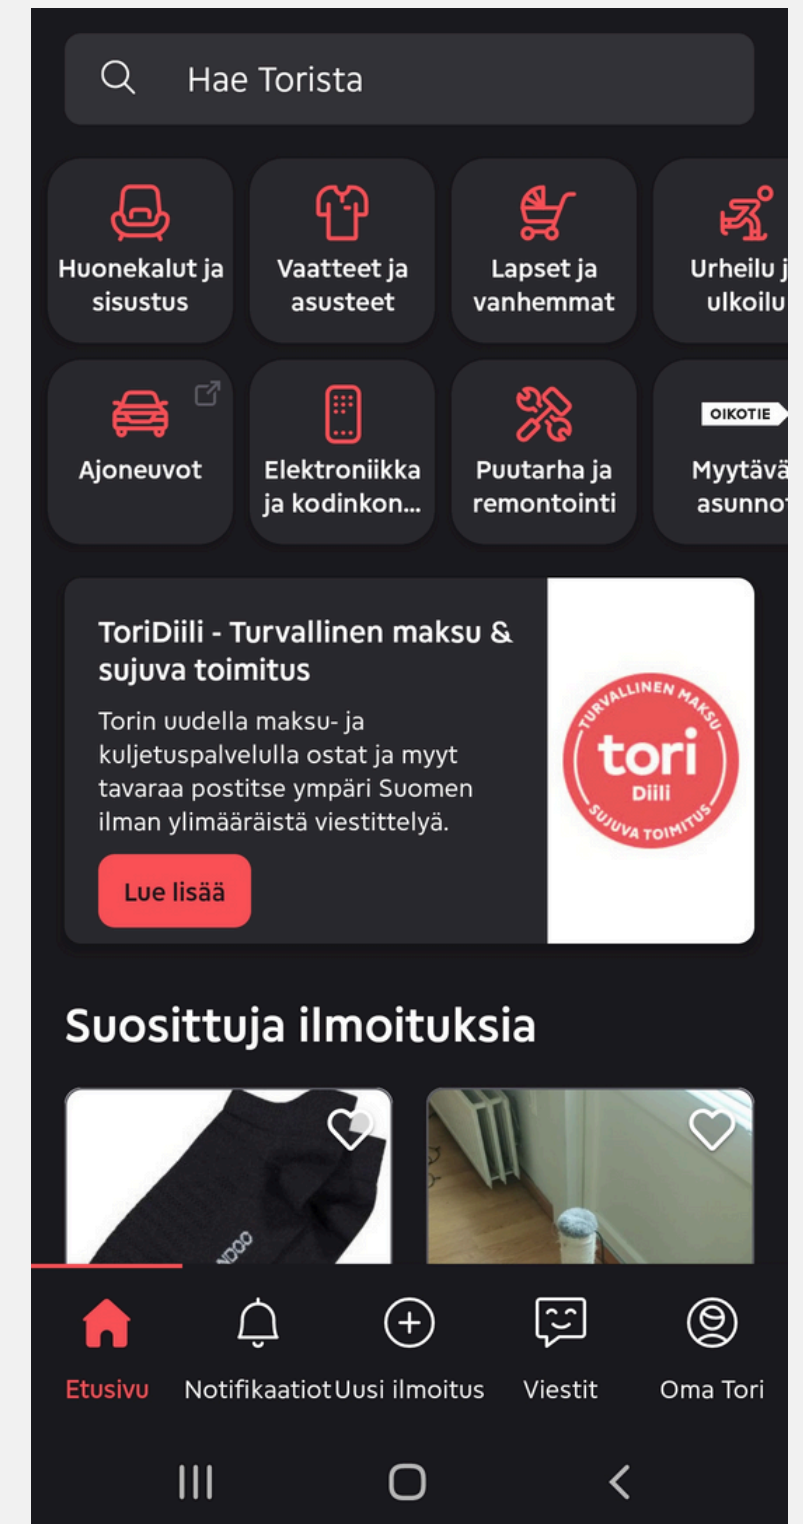 Hae Torista
Huonekalut ja
sisustus
Vaatteet ja
asusteet
Lapset ja
vanhemmat
Urheilu j
ulkoilu
Ajoneuvot
Elektroniikka
ja kodinkon...
Puutarha ja
remontointi
OIKOTIE
Myytävä
asunnot
ToriDiili - Turvallinen maksu &
sujuva toimitus
Torin uudella maksu- ja
kuljetuspalvelulla ostat ja myyt
tavaraa postitse ympäri Suomen
ilman ylimääräistä viestittelyä.
Lue lisää
TURVALLINEN MAKSU
tori
Diili
SUJUVA TOIMITUS
Suosittuja ilmoituksia
Etusivu
Notifikaatiot
Uusi ilmoitus
Viestit
Oma Tori